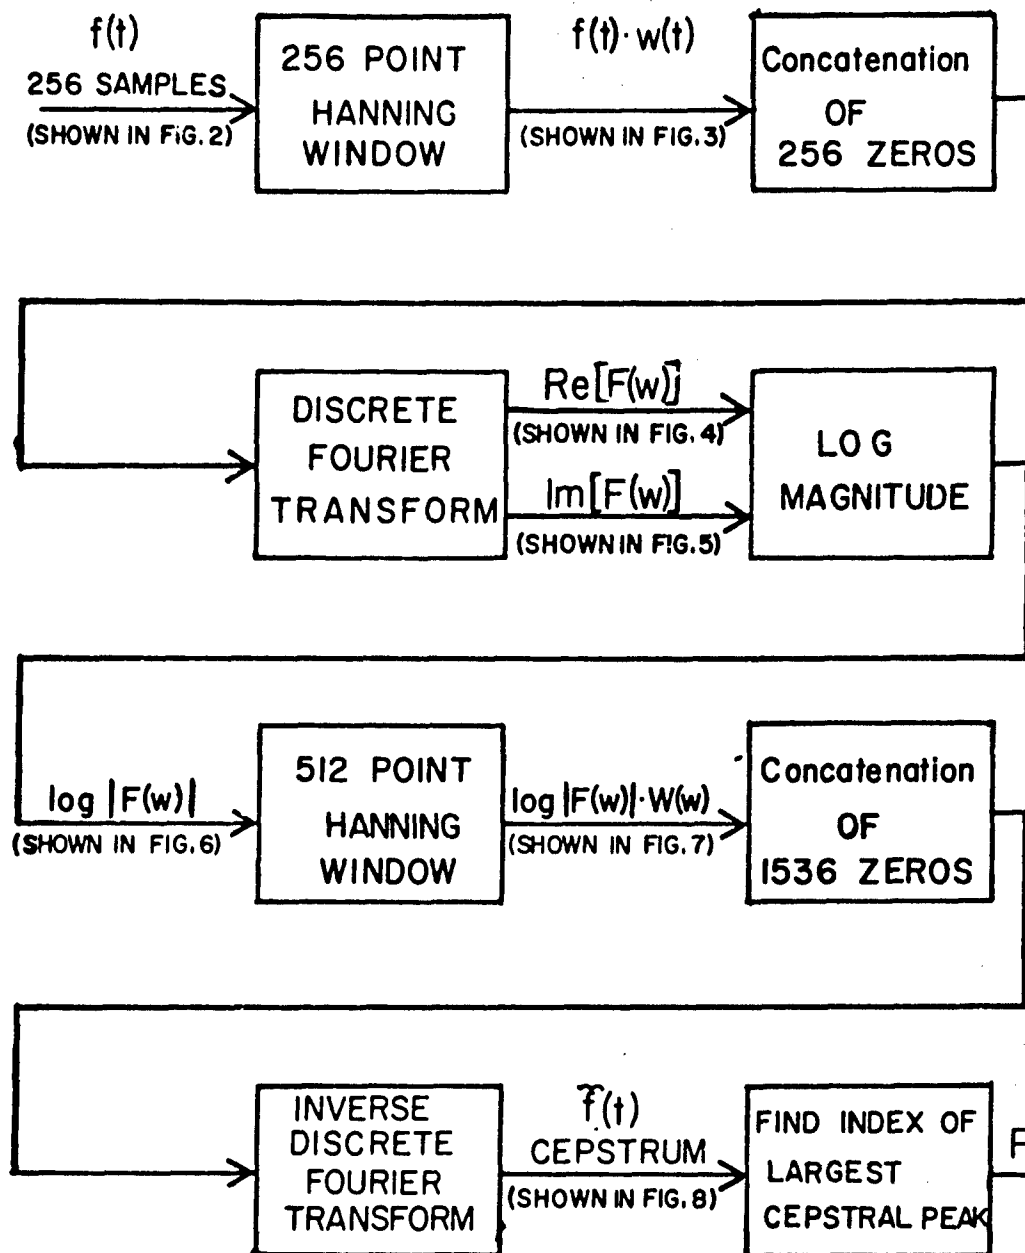 f(t)
256 SAMPLES
(SHOWN IN FIG. 2)
256 POINT
HANNING
WINDOW
f(t)·w(t)
(SHOWN IN FIG. 3)
Concatenation
OF
256 ZEROS
DISCRETE
FOURIER
TRANSFORM
Re[F(w)]
(SHOWN IN FIG. 4)
Im[F(w)]
(SHOWN IN FIG. 5)
LOG
MAGNITUDE
log |F(w)|
(SHOWN IN FIG. 6)
512 POINT
HANNING
WINDOW
log |F(w)|·W(w)
(SHOWN IN FIG. 7)
Concatenation
OF
1536 ZEROS
INVERSE
DISCRETE
FOURIER
TRANSFORM
f̃(t)
CEPSTRUM
(SHOWN IN FIG. 8)
FIND INDEX OF
LARGEST
CEPSTRAL PEAK